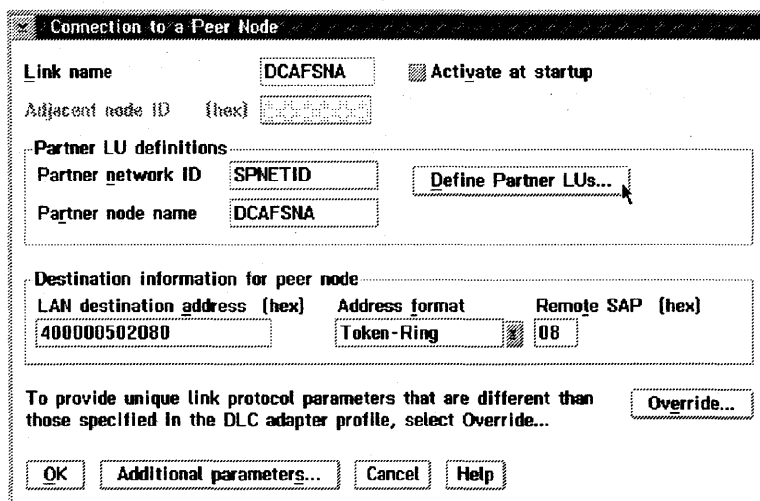 Connection to a Peer Node
Link name DCAFSNA Activate at startup
Adjacent node ID (hex)
Partner LU definitions
Partner network ID SPNETID Define Partner LUs...
Partner node name DCAFSNA
Destination information for peer node
LAN destination address (hex) Address format Remote SAP (hex)
400000502080 Token-Ring 08
To provide unique link protocol parameters that are different than
those specified in the DLC adapter profile, select Override... Override...
OK Additional parameters... Cancel Help